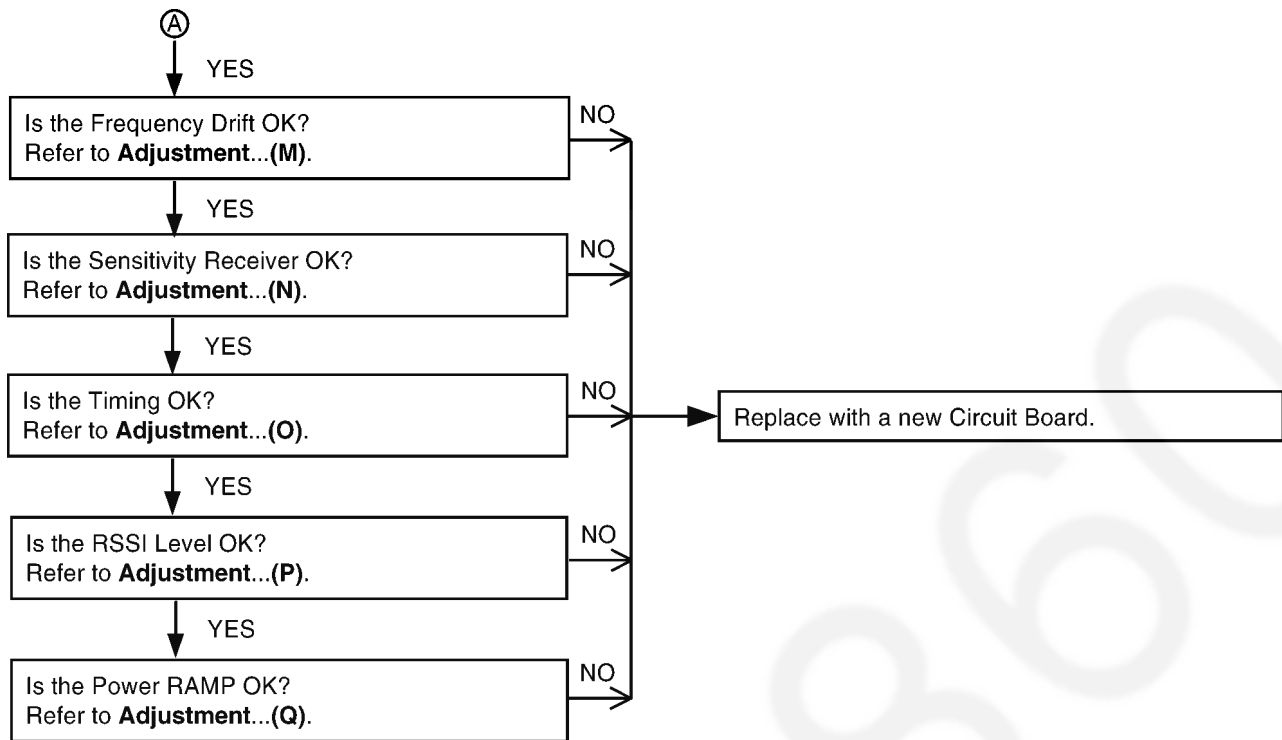 A
YES
Is the Frequency Drift OK?
Refer to Adjustment...(M).
NO
YES
Is the Sensitivity Receiver OK?
Refer to Adjustment...(N).
NO
YES
Is the Timing OK?
Refer to Adjustment...(O).
NO
Replace with a new Circuit Board.
YES
Is the RSSI Level OK?
Refer to Adjustment...(P).
NO
YES
Is the Power RAMP OK?
Refer to Adjustment...(Q).
NO
860